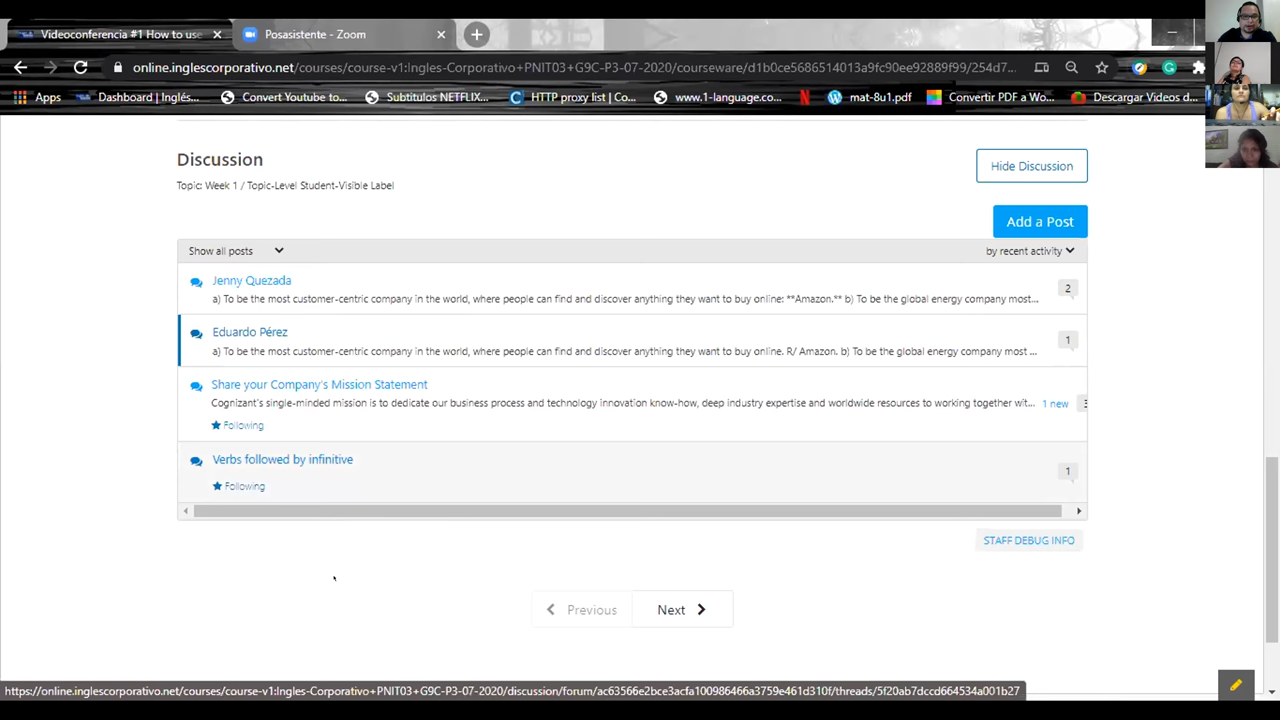 Videoconferencia #1 How to use
Posasistente - Zoom
online.inglescorporativo.net/courses/course-v1:Ingles-Corporativo+PNIT03+G9C-P3-07-2020/courseware/d1b0ce5686514013a9fc90ee92889f99/254d7...
Apps
Dashboard | Inglés...
Convert Youtube to...
Subtitulos NETFLIX...
HTTP proxy list | Co...
www.1-language.co...
mat-8u1.pdf
Convertir PDF a Wo...
Descargar Videos d...
Discussion
Hide Discussion
Topic: Week 1 / Topic-Level Student-Visible Label
Add a Post
Show all posts
by recent activity
Jenny Quezada
a) To be the most customer-centric company in the world, where people can find and discover anything they want to buy online: **Amazon.** b) To be the global energy company most...
2
Eduardo Pérez
a) To be the most customer-centric company in the world, where people can find and discover anything they want to buy online. R/ Amazon. b) To be the global energy company most ...
1
Share your Company's Mission Statement
Cognizant's single-minded mission is to dedicate our business process and technology innovation know-how, deep industry expertise and worldwide resources to working together wit...
1 new
Following
Verbs followed by infinitive
1
Following
STAFF DEBUG INFO
Previous
Next
https://online.inglescorporativo.net/courses/course-v1:Ingles-Corporativo+PNIT03+G9C-P3-07-2020/discussion/forum/ac63566e2bce3acfa100986466a3759e461d310f/threads/5f20ab7dccd664534a001b27